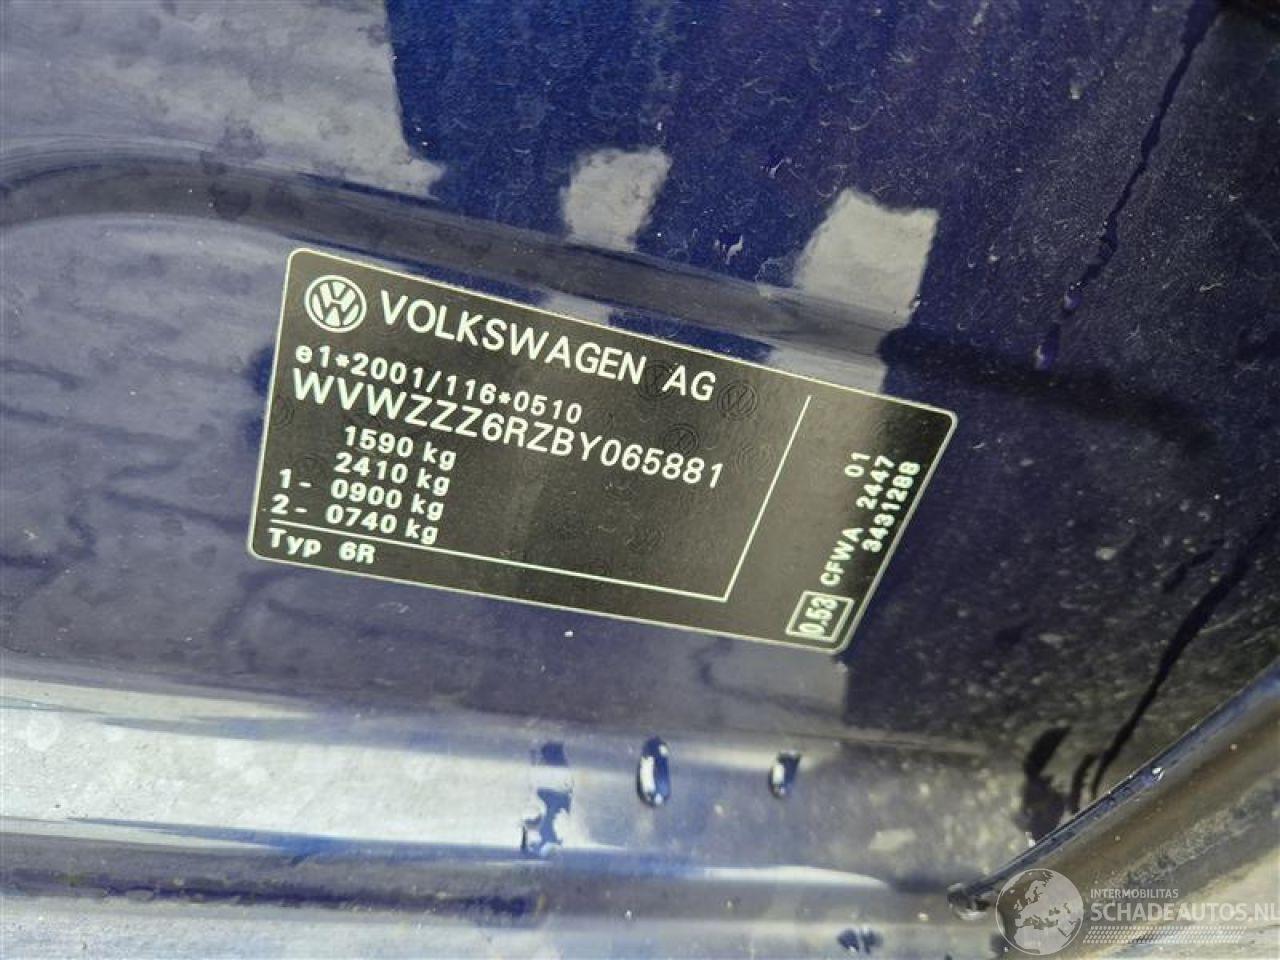 VOLKSWAGEN AG
e1*2001/116*0510
WVWZZZ6RZBY065881
1590 kg
2410 kg
1- 0900 kg
2- 0740 kg
Typ 6R
01
CFWA 2447
3431288
0.53
INTERMOBILITAS
SCHADEAUTOS.NL